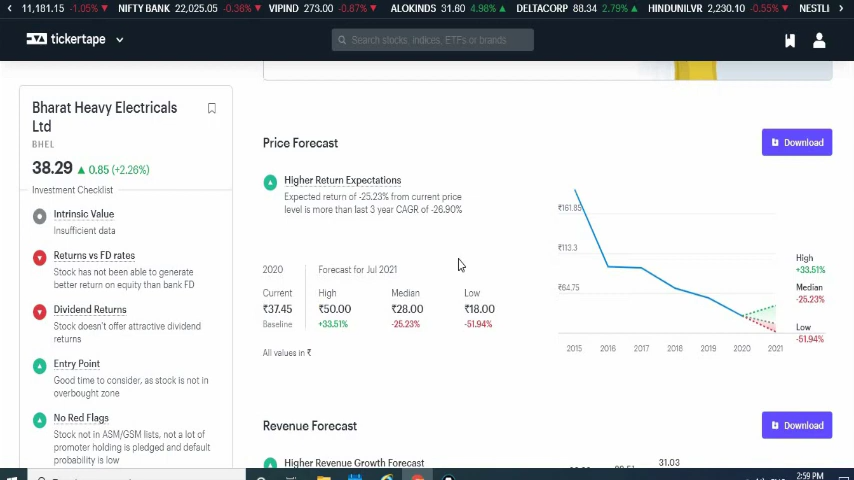 11,181.15 -1.05% ▼ NIFTY BANK 22,025.05 -0.36% ▼ VIPIND 273.00 -0.87% ▼ ALOKINDS 31.60 4.98% ▲ DELTACORP 88.34 2.79% ▲ HINDUNILVR 2,230.10 -0.55% ▼ NESTLI
tickertape
Search stocks, indices, ETFs or brands
Bharat Heavy Electricals
Ltd
BHEL
38.29 ▲ 0.85 (+2.26%)
Investment Checklist
Intrinsic Value
Insufficient data
Returns vs FD rates
Stock has not been able to generate
better return on equity than bank FD
Dividend Returns
Stock doesn't offer attractive dividend
returns
Entry Point
Good time to consider, as stock is not in
overbought zone
No Red Flags
Stock not in ASM/GSM lists, not a lot of
promoter holding is pledged and default
probability is low
Price Forecast
Download
Higher Return Expectations
Expected return of -25.23% from current price
level is more than last 3 year CAGR of -26.90%
2020 Forecast for Jul 2021
Current High Median Low
₹37.45 ₹50.00 ₹28.00 ₹18.00
Baseline +33.51% -25.23% -51.94%
All values in ₹
₹161.85
₹113.3
₹64.75
2015 2016 2017 2018 2019 2020 2021
High
+33.51%
Median
-25.23%
Low
-51.94%
Revenue Forecast
Download
Higher Revenue Growth Forecast
31.03
2:59 PM